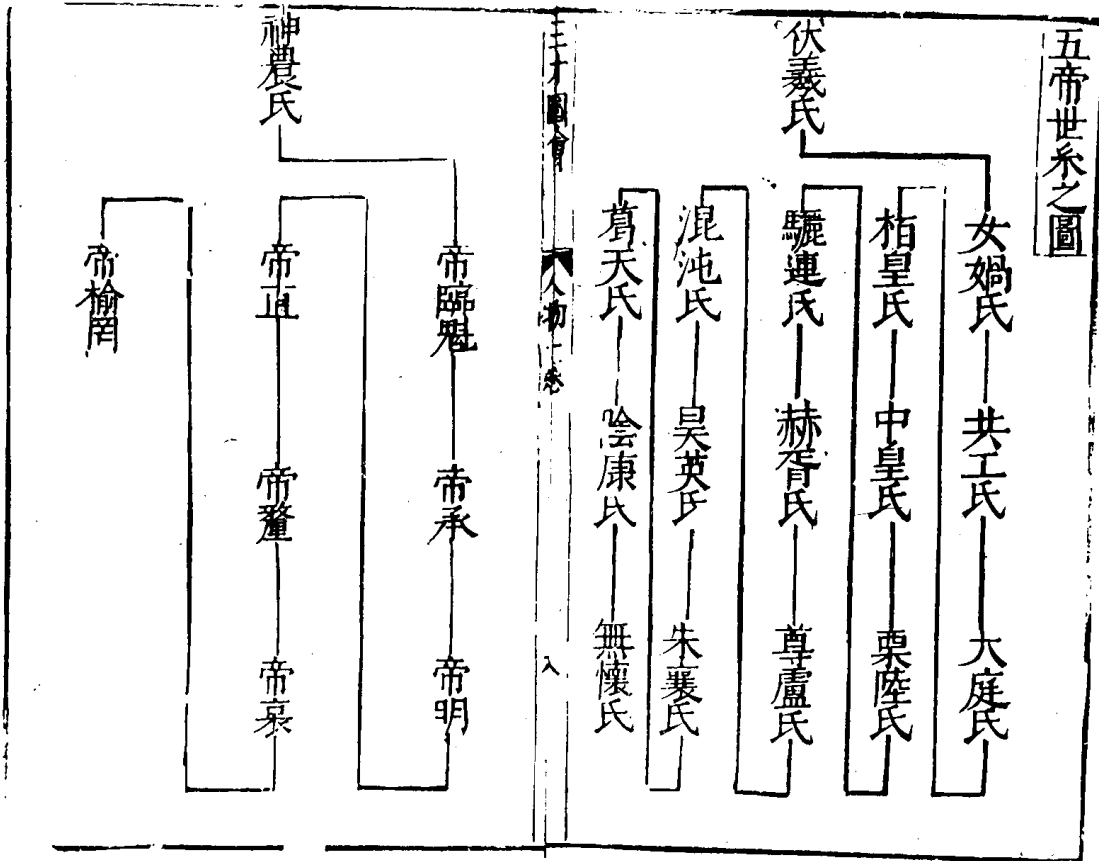 五帝世系之圖
伏羲氏
女媧氏
共工氏
大庭氏
栢皇氏
中皇氏
栗陸氏
驪連氏
赫胥氏
尊盧氏
混沌氏
昊英氏
朱襄氏
葛天氏
陰康氏
無懷氏
三才圖會
人物一卷
八
神農氏
帝臨魁
帝承
帝明
帝直
帝釐
帝哀
帝榆罔